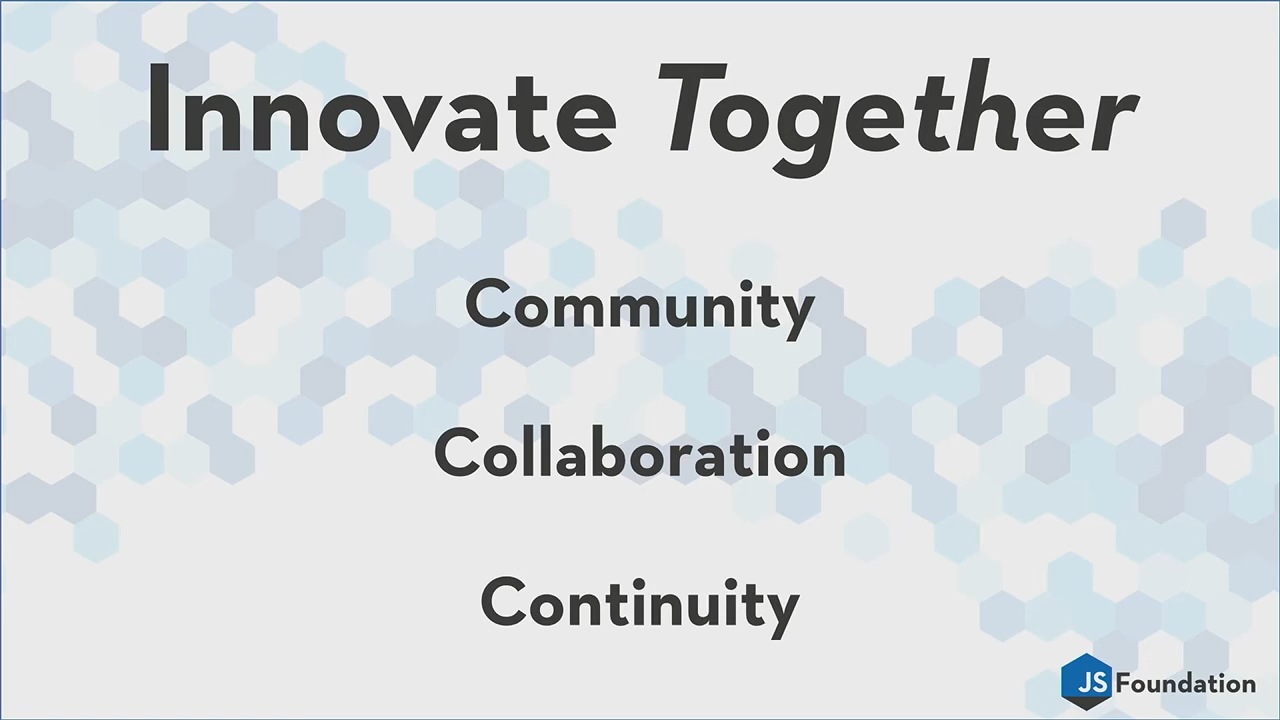 Innovate Together
Community
Collaboration
Continuity
JS Foundation